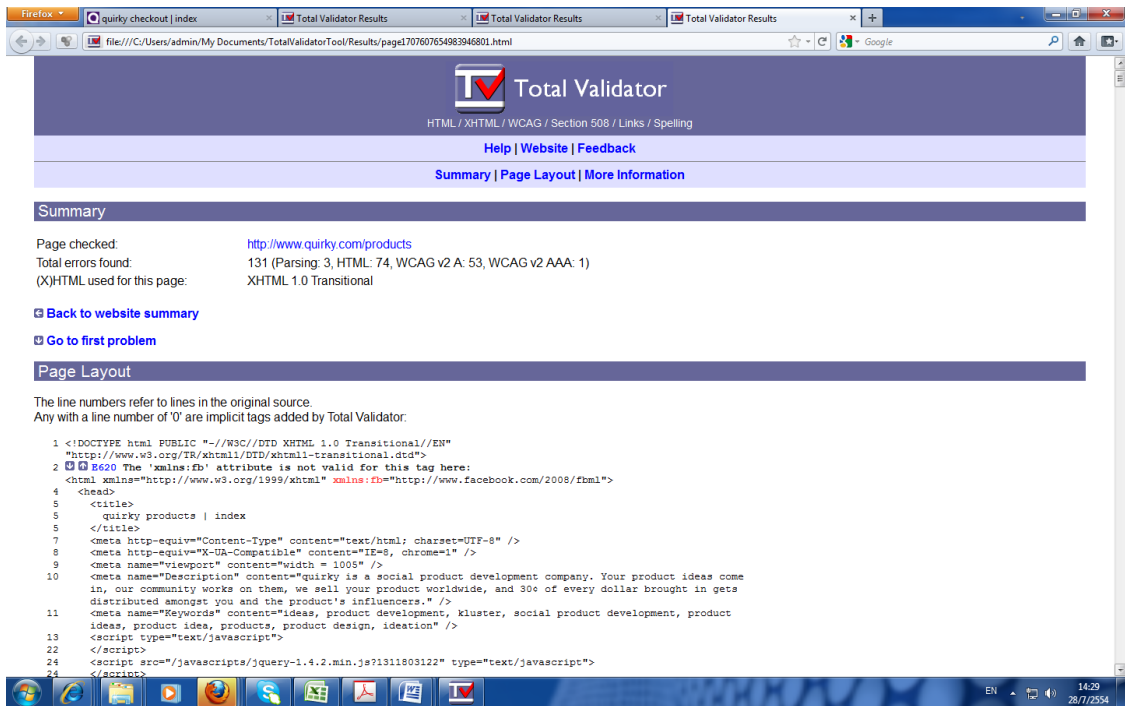 Firefox
quirky checkout | index
Total Validator Results
Total Validator Results
Total Validator Results
file:///C:/Users/admin/My Documents/TotalValidatorTool/Results/page1707607654983946801.html
Google
TV Total Validator
HTML / XHTML / WCAG / Section 508 / Links / Spelling
Help | Website | Feedback
Summary | Page Layout | More Information
Summary
Page checked: http://www.quirky.com/products
Total errors found: 131 (Parsing: 3, HTML: 74, WCAG v2 A: 53, WCAG v2 AAA: 1)
(X)HTML used for this page: XHTML 1.0 Transitional
Back to website summary
Go to first problem
Page Layout
The line numbers refer to lines in the original source.
Any with a line number of '0' are implicit tags added by Total Validator:
1 <!DOCTYPE html PUBLIC "-//W3C//DTD XHTML 1.0 Transitional//EN"
"http://www.w3.org/TR/xhtml1/DTD/xhtml1-transitional.dtd">
2 E620 The 'xmlns:fb' attribute is not valid for this tag here:
<html xmlns="http://www.w3.org/1999/xhtml" xmlns:fb="http://www.facebook.com/2008/fbml">
4 <head>
5 <title>
5 quirky products | index
5 </title>
7 <meta http-equiv="Content-Type" content="text/html; charset=UTF-8" />
8 <meta http-equiv="X-UA-Compatible" content="IE=8, chrome=1" />
9 <meta name="viewport" content="width = 1005" />
10 <meta name="Description" content="quirky is a social product development company. Your product ideas come
in, our community works on them, we sell your product worldwide, and 30¢ of every dollar brought in gets
distributed amongst you and the product's influencers." />
11 <meta name="Keywords" content="ideas, product development, kluster, social product development, product
ideas, product idea, products, product design, ideation" />
13 <script type="text/javascript">
22 </script>
24 <script src="/javascripts/jquery-1.4.2.min.js?1311803122" type="text/javascript">
24 </script>
EN
14:29
28/7/2554